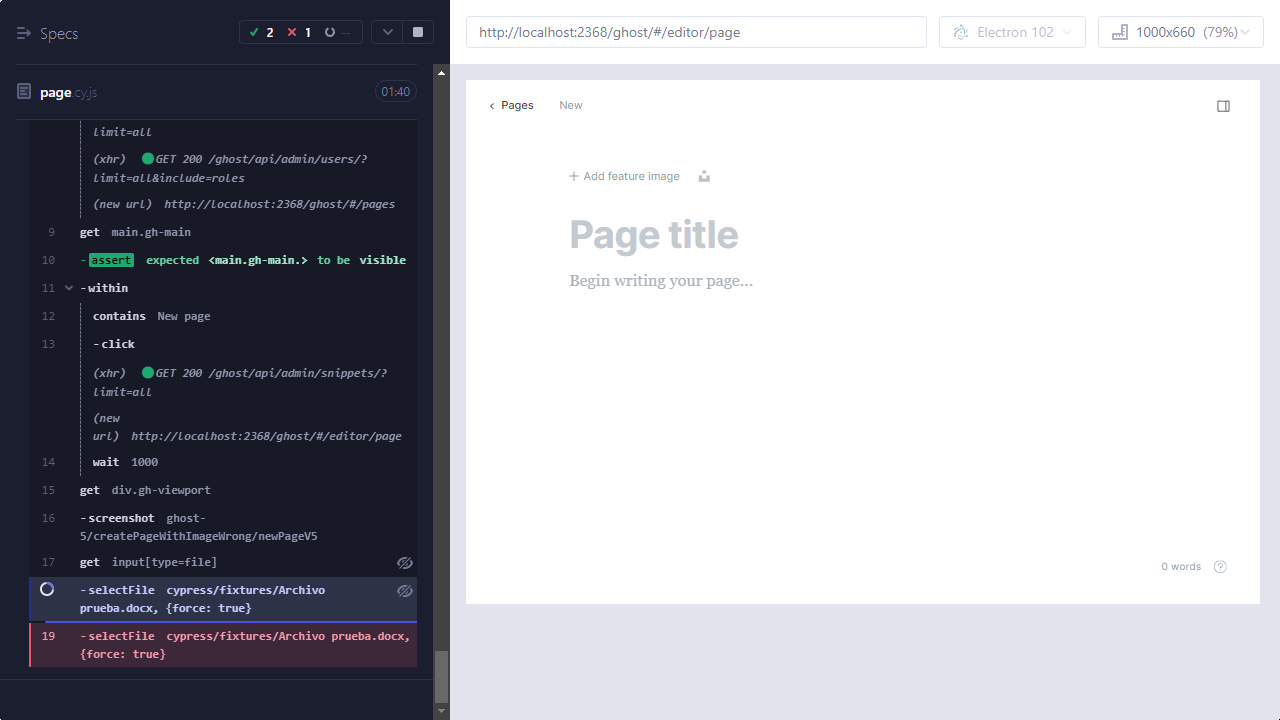 Specs
2
1
--
page.cy.js
01:40
limit=all
(xhr) GET 200 /ghost/api/admin/users/?
limit=all&include=roles
(new url) http://localhost:2368/ghost/#/pages
9 get main.gh-main
10 -assert expected <main.gh-main.> to be visible
11 -within
12 contains New page
13 -click
(xhr) GET 200 /ghost/api/admin/snippets/?
limit=all
(new
url) http://localhost:2368/ghost/#/editor/page
14 wait 1000
15 get div.gh-viewport
16 -screenshot ghost-
5/createPageWithImageWrong/newPageV5
17 get input[type=file]
-selectFile cypress/fixtures/Archivo
prueba.docx, {force: true}
19 -selectFile cypress/fixtures/Archivo prueba.docx,
{force: true}
http://localhost:2368/ghost/#/editor/page
Electron 102
1000x660 (79%)
Pages
New
Add feature image
Page title
Begin writing your page...
0 words
?